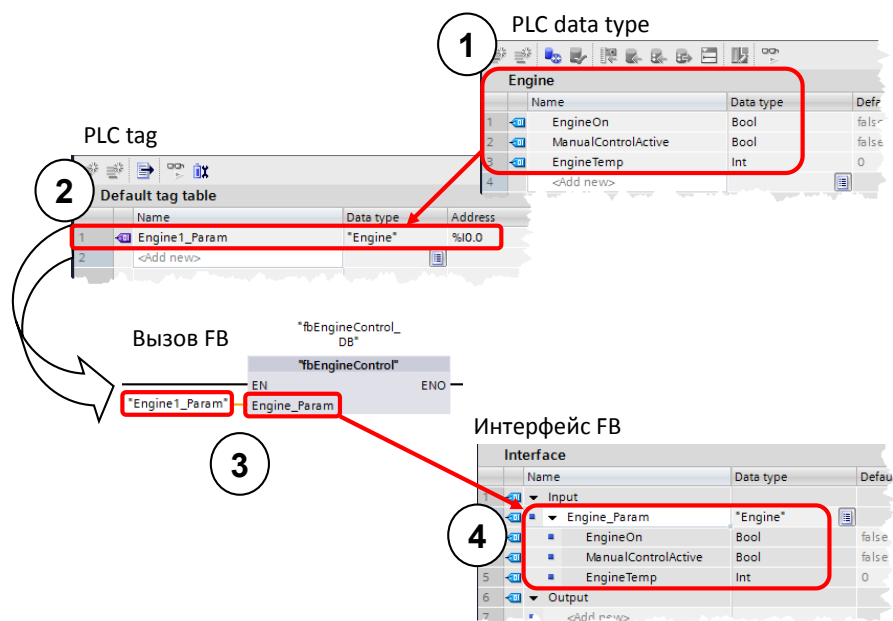 PLC data type
1
Engine
Name Data type Defa
1 EngineOn Bool false
2 ManualControlActive Bool false
3 EngineTemp Int 0
4 <Add new>
PLC tag
2
Default tag table
Name Data type Address
1 Engine1_Param "Engine" %I0.0
2 <Add new>
Вызов FB
"fbEngineControl_
DB"
"fbEngineControl"
EN ENO
"Engine1_Param" Engine_Param
3
Интерфейс FB
Interface
Name Data type Defau
1 Input
Engine_Param "Engine"
4
EngineOn Bool false
ManualControlActive Bool false
5 EngineTemp Int 0
6 Output
7 <Add new>